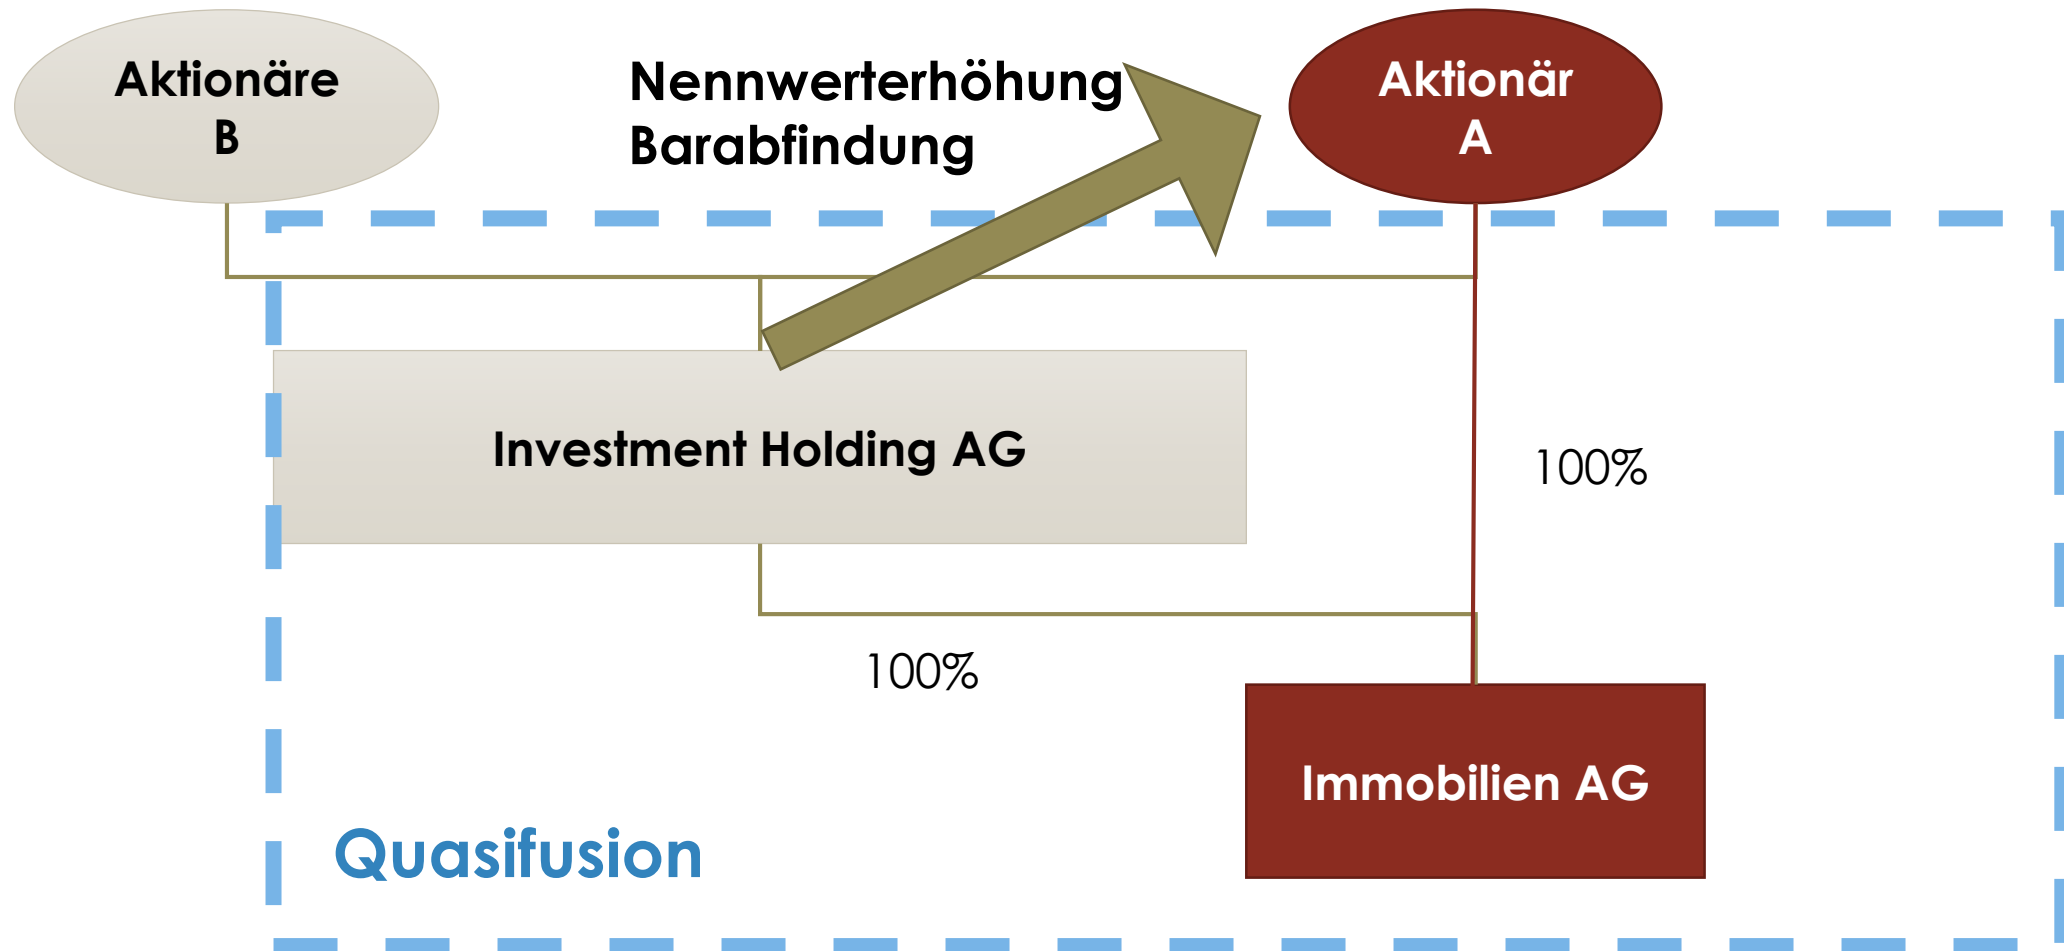 Aktionäre
B
Nennwerterhöhung
Barabfindung
Aktionär
A
Investment Holding AG
100%
100%
Immobilien AG
Quasifusion